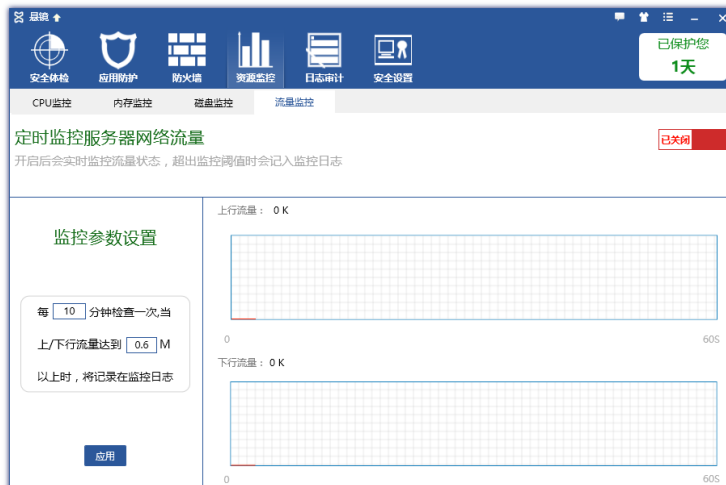 悬镜
已保护您
1天
安全体检 应用防护 防火墙 资源监控 日志审计 安全设置
CPU监控 内存监控 磁盘监控 流量监控
定时监控服务器网络流量
已关闭
开启后会实时监控流量状态，超出监控阈值时会记入监控日志
监控参数设置
每 10 分钟检查一次,当
上/下行流量达到 0.6 M
以上时，将记录在监控日志
应用
上行流量： 0 K
0 60S
下行流量： 0 K
0 60S